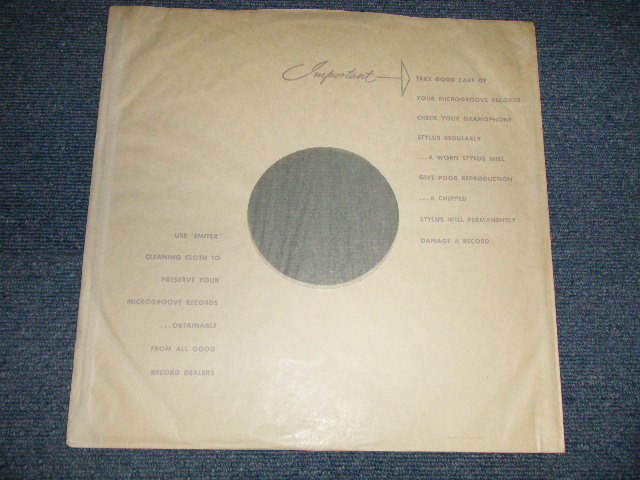 Important
TAKE GOOD CARE OF
YOUR MICROGROOVE RECORDS
CHECK YOUR GRAMOPHONE
STYLUS REGULARLY
...A WORN STYLUS WILL
GIVE POOR REPRODUCTION
...A CHIPPED
STYLUS WILL PERMANENTLY
DAMAGE A RECORD
USE 'EMITEX'
CLEANING CLOTH TO
PRESERVE YOUR
MICROGROOVE RECORDS
...OBTAINABLE
FROM ALL GOOD
RECORD DEALERS